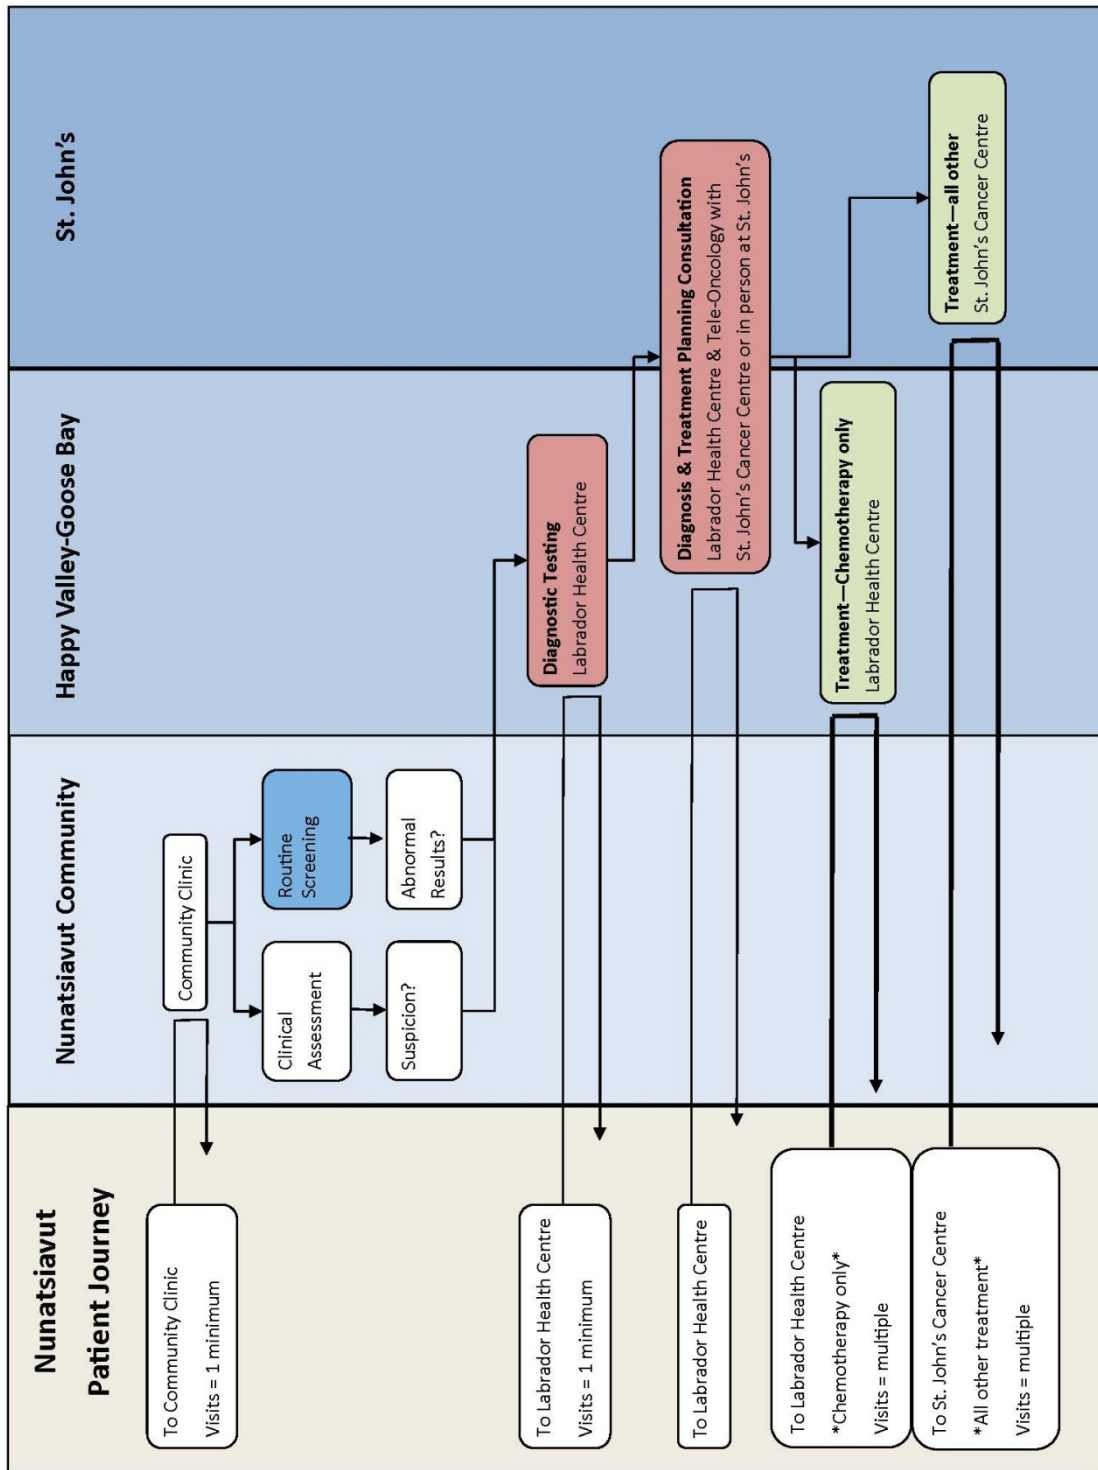 Nunatsiavut
Patient Journey
Nunatsiavut Community
Happy Valley-Goose Bay
St. John's
To Community Clinic
Visits = 1 minimum
Community Clinic
Clinical
Assessment
Routine
Screening
Suspicion?
Abnormal
Results?
To Labrador Health Centre
Visits = 1 minimum
Diagnostic Testing
Labrador Health Centre
To Labrador Health Centre
Diagnosis & Treatment Planning Consultation
Labrador Health Centre & Tele-Oncology with
St. John's Cancer Centre or in person at St. John's
To Labrador Health Centre
*Chemotherapy only*
Visits = multiple
Treatment—Chemotherapy only
Labrador Health Centre
To St. John's Cancer Centre
*All other treatment*
Visits = multiple
Treatment—all other
St. John's Cancer Centre